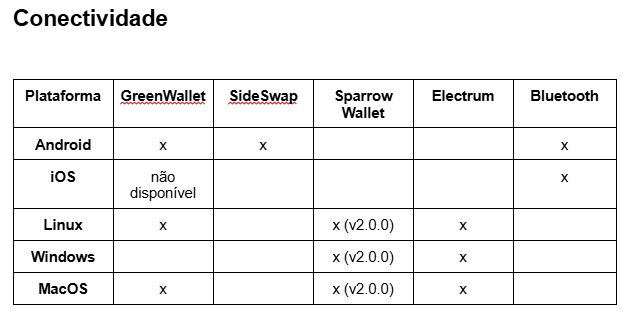 Conectividade
Plataforma GreenWallet SideSwap Sparrow Wallet Electrum Bluetooth
Android x x x
iOS não disponível x
Linux x x (v2.0.0) x
Windows x (v2.0.0) x
MacOS x x (v2.0.0) x